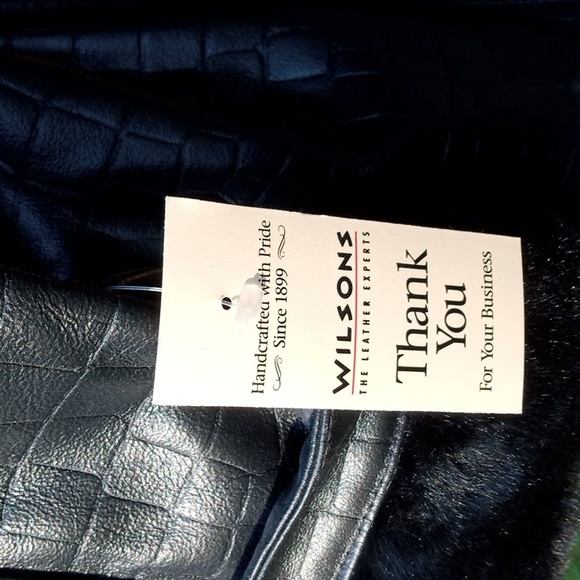 Handcrafted with Pride
Since 1899
WILSONS
THE LEATHER EXPERTS
Thank
You
For Your Business